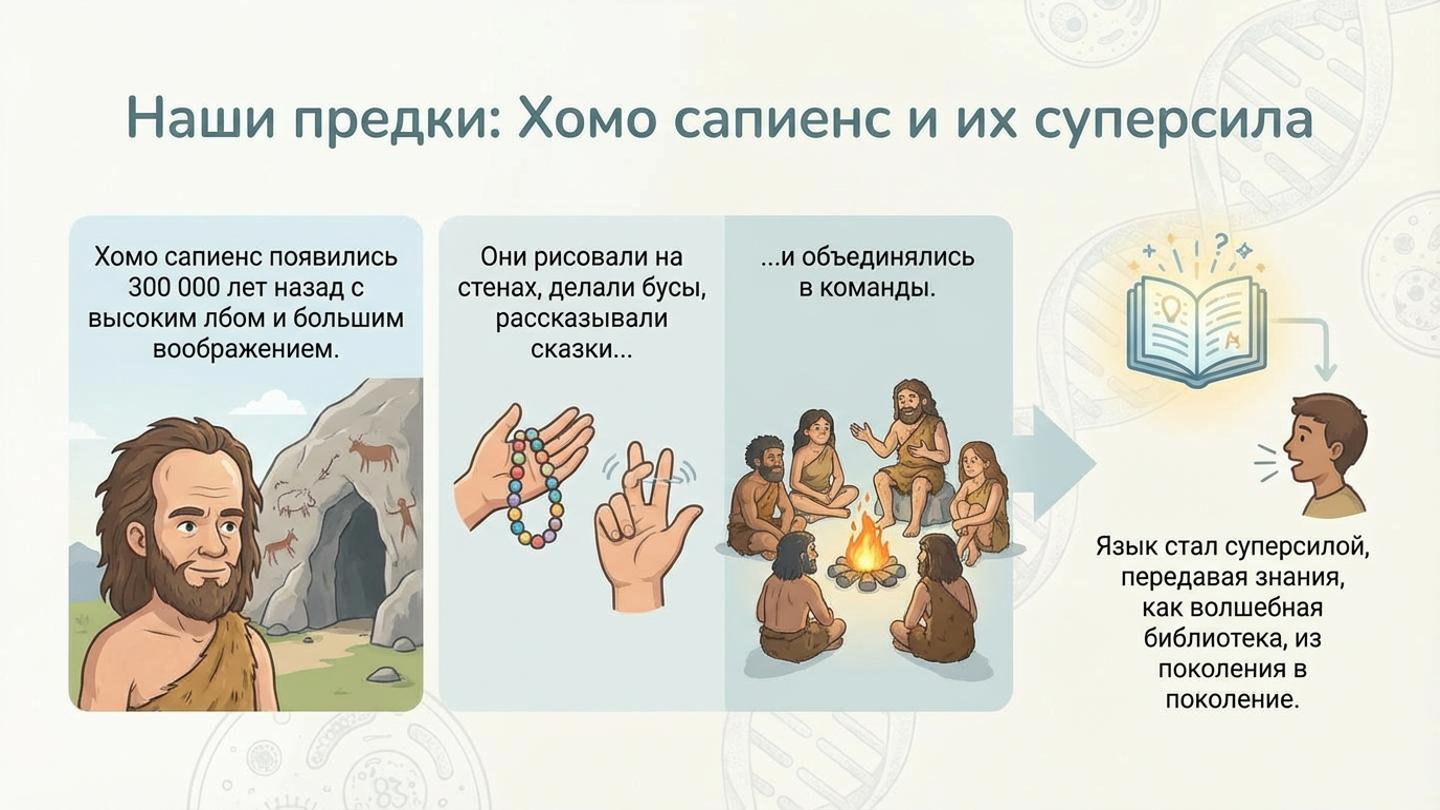 Наши предки: Хомо сапиенс и их суперсила
Хомо сапиенс появились
300 000 лет назад с
высоким лбом и большим
воображением.
Они рисовали на
стенах, делали бусы,
рассказывали
сказки...
...и объединялись
в команды.
?
Язык стал суперсилой,
передавая знания,
как волшебная
библиотека, из
поколения в
поколение.